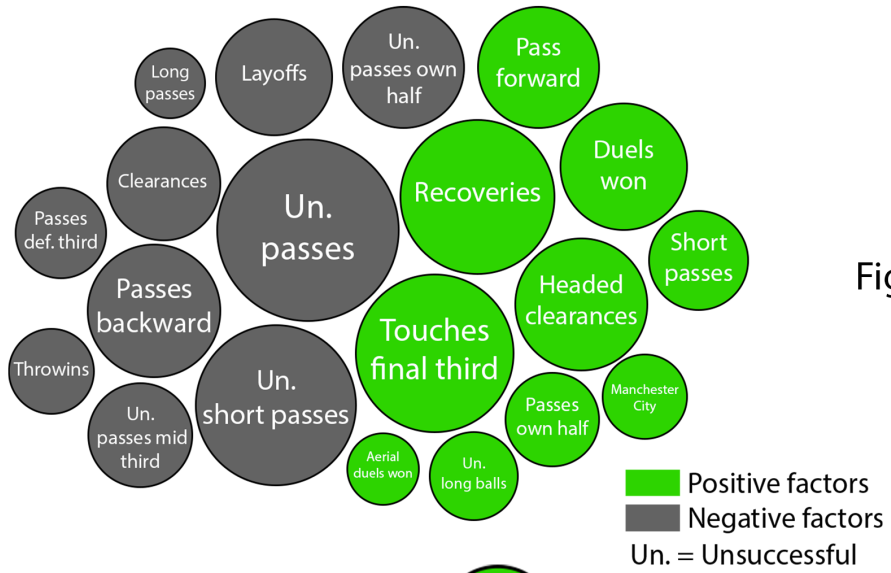 Long
passes
Layoffs
Un.
passes own
half
Pass
forward
Clearances
Un.
passes
Recoveries
Duels
won
Passes
def. third
Passes
backward
Touches
final third
Headed
clearances
Short
passes
Throwins
Un.
passes mid
third
Un.
short passes
Passes
own half
Manchester
City
Aerial
duels won
Un.
long balls
Positive factors
Negative factors
Un. = Unsuccessful